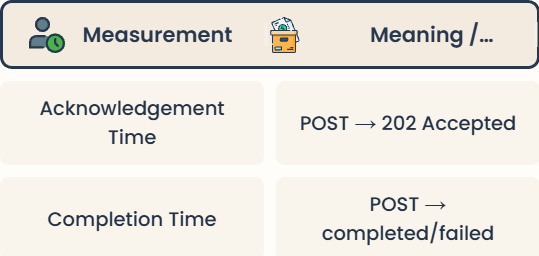 Measurement
Meaning /...
Acknowledgement
Time
POST → 202 Accepted
Completion Time
POST →
completed/failed